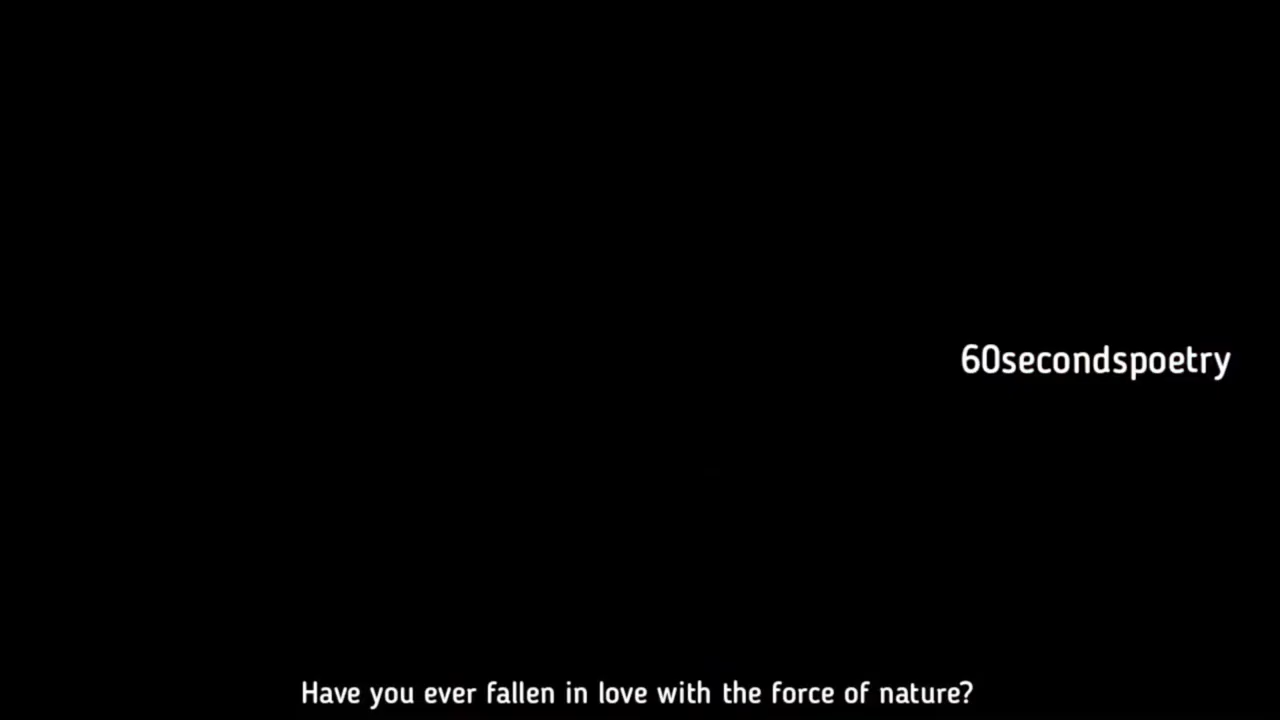 60secondspoetry
Have you ever fallen in love with the force of nature?